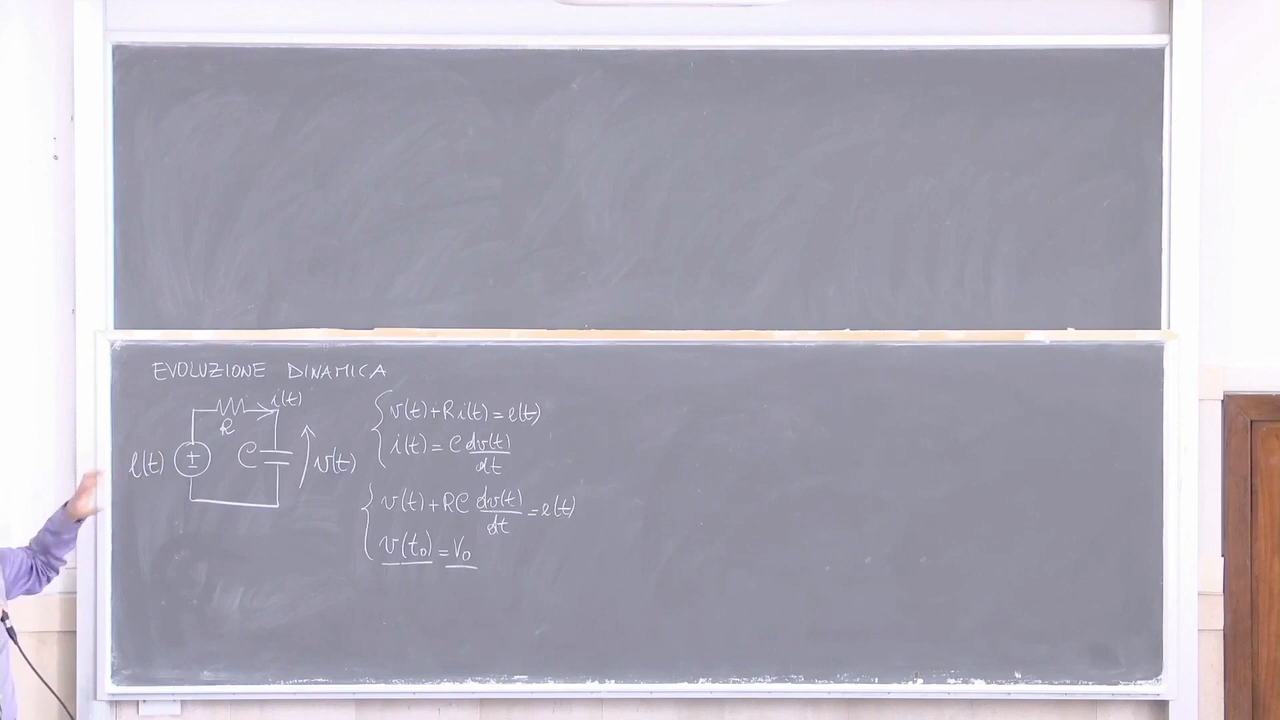 EVOLUZIONE DINAMICA
i(t)
R
e(t)
±
C
v(t)
v(t)+Ri(t)=e(t)
i(t)=C dv(t)/dt
v(t)+RC dv(t)/dt=e(t)
v(t₀)=V₀